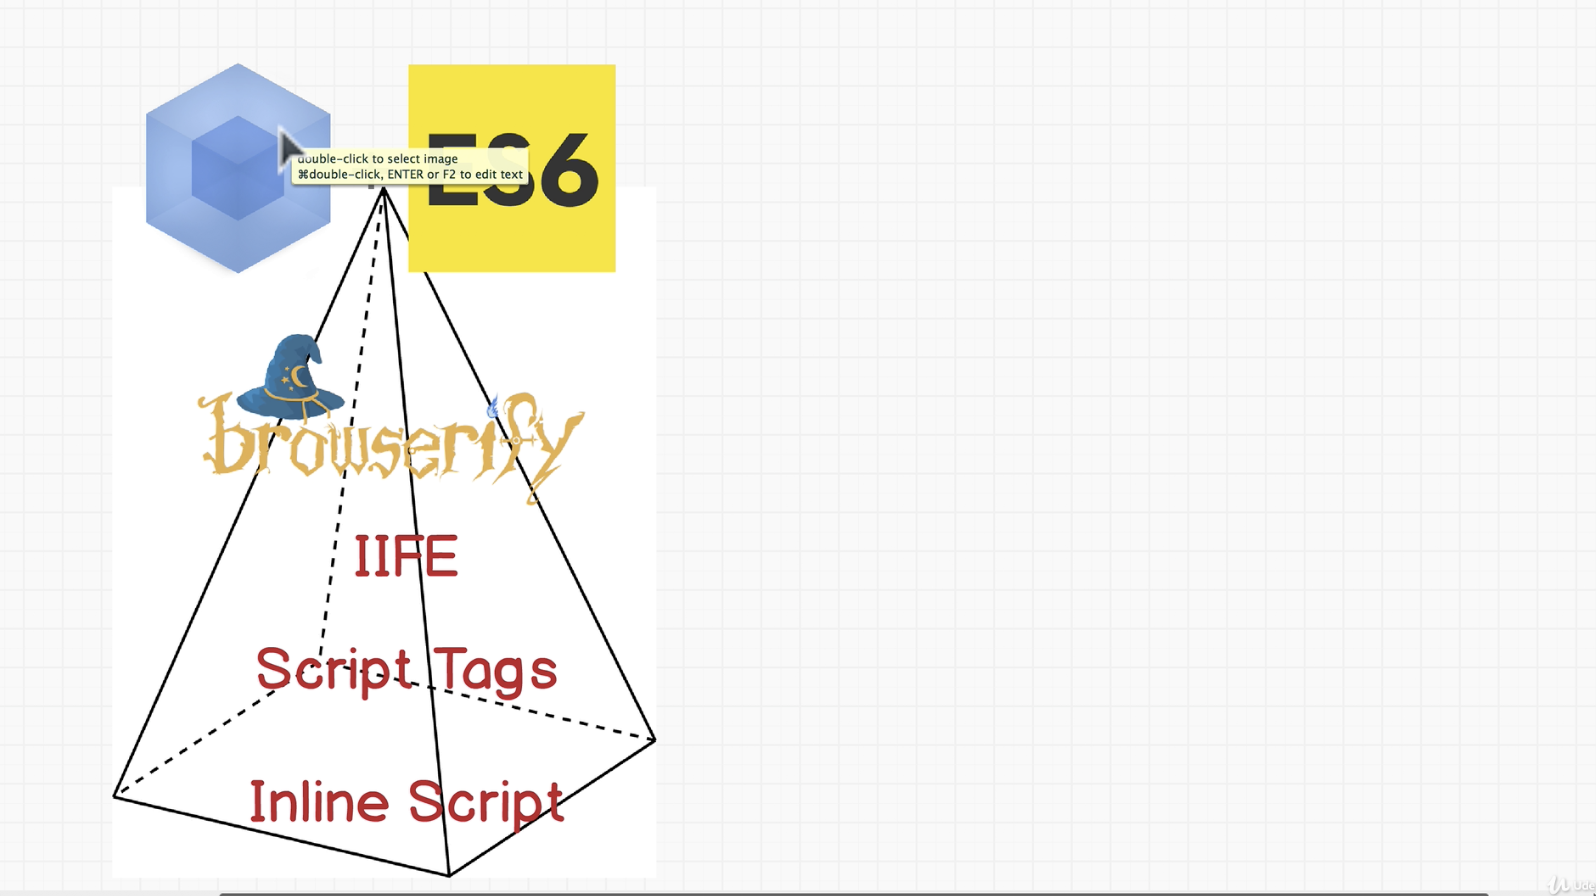 ES6
double-click to select image
⌘double-click, ENTER or F2 to edit text
browserify
IIFE
Script Tags
Inline Script